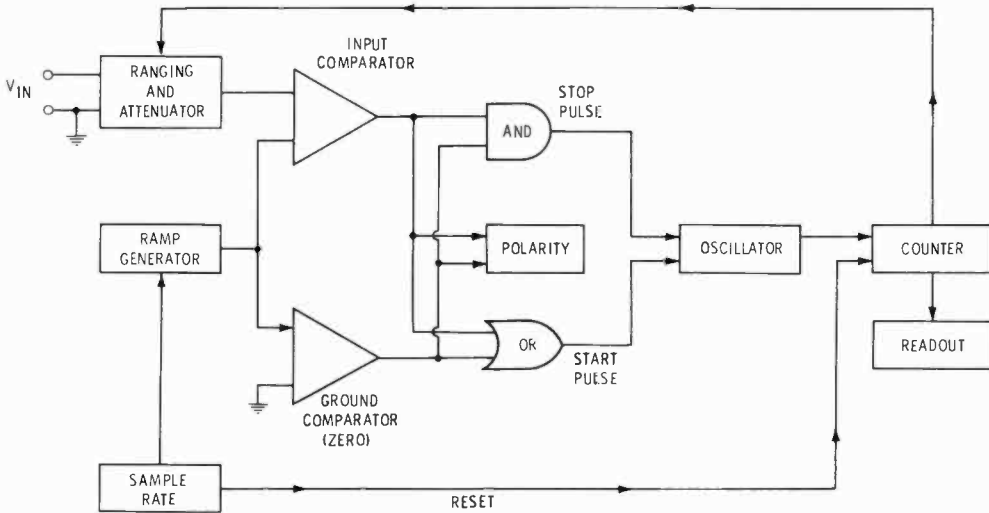 INPUT
COMPARATOR
VIN
RANGING
AND
ATTENUATOR
STOP
PULSE
AND
RAMP
GENERATOR
POLARITY
OSCILLATOR
COUNTER
OR
START
PULSE
READOUT
GROUND
COMPARATOR
(ZERO)
SAMPLE
RATE
RESET